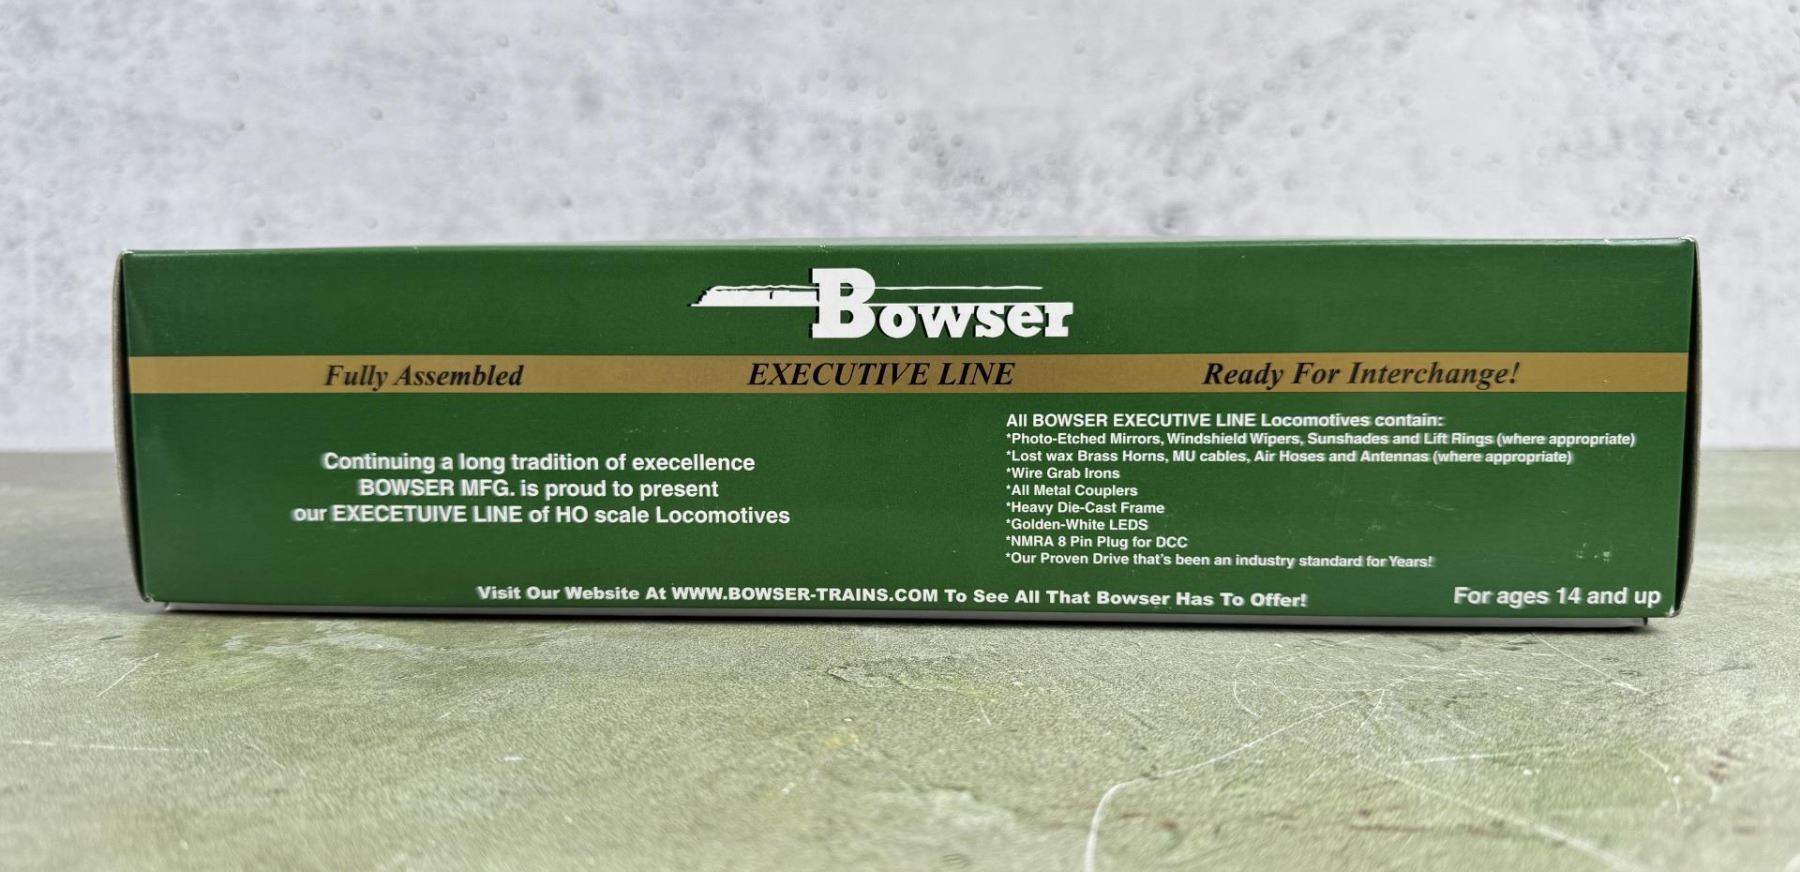 Bowser
Fully Assembled
EXECUTIVE LINE
Ready For Interchange!
Continuing a long tradition of execellence
BOWSER MFG. is proud to present
our EXECETUIVE LINE of HO scale Locomotives
All BOWSER EXECUTIVE LINE Locomotives contain:
*Photo-Etched Mirrors, Windshield Wipers, Sunshades and Lift Rings (where appropriate)
*Lost wax Brass Horns, MU cables, Air Hoses and Antennas (where appropriate)
*Wire Grab Irons
*All Metal Couplers
*Heavy Die-Cast Frame
*Golden-White LEDS
*NMRA 8 Pin Plug for DCC
*Our Proven Drive that's been an industry standard for Years!
Visit Our Website At WWW.BOWSER-TRAINS.COM To See All That Bowser Has To Offer!
For ages 14 and up